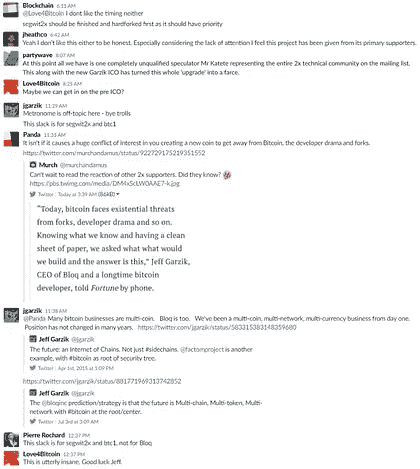 Blockchain 6:11 AM
@Love4Bitcoin I dont like the timing neither
segwit2x should be finished and hardforked first as it should have priority
jheathco 6:42 AM
Yeah I don't like this either to be honest. Especially considering the lack of attention I feel this project has been given from its primary supporters.
partywave 8:07 AM
At this point all we have is one completely unqualified speculator Mr Katete representing the entire 2x technical community on the mailing list.
This along with the new Garzik ICO has turned this whole 'upgrade' into a farce.
Love4Bitcoin 8:25 AM
Maybe we can get in on the pre ICO?
jgarzik 11:29 AM
Metronome is off-topic here - bye trolls
This slack is for segwit2x and btc1
Panda 11:33 AM
It isn't if it causes a huge conflict of interest in you creating a new coin to get away from Bitcoin, the developer drama and forks.
https://twitter.com/murchandamus/status/922729175219351552
Murch @murchandamus
Can't wait to read the reaction of other 2x supporters. Did they know?
https://pbs.twimg.com/media/DM4xScLW0AAE7-k.jpg
Twitter Today at 3:39 AM (86kB)
"Today, bitcoin faces existential threats
from forks, developer drama and so on.
Knowing what we know and having a clean
sheet of paper, we asked what what would
we build and the answer is this," Jeff Garzik,
CEO of Bloq and a longtime bitcoin
developer, told Fortune by phone.
jgarzik 11:38 AM
@Panda Many bitcoin businesses are multi-coin. Bloq is too. We've been a multi-coin, multi-network, multi-currency business from day one.
Position has not changed in many years. https://twitter.com/jgarzik/status/583315383148359680
Jeff Garzik @jgarzik
The future: an Internet of Chains. Not just #sidechains. @factomproject is another
example, with #bitcoin as root of security tree.
Twitter Apr 1st, 2015 at 1:09 PM
https://twitter.com/jgarzik/status/881771969313742852
Jeff Garzik @jgarzik
The @bloqinc prediction/strategy is that the future is Multi-chain, Multi-token, Multi-
network with #bitcoin at the root/center.
Twitter Jul 3rd at 3:09 AM
Pierre Rochard 12:37 PM
This slack is for segwit2x and btc1, not for Bloq
Love4Bitcoin 12:37 PM
This is utterly insane, Good luck Jeff.